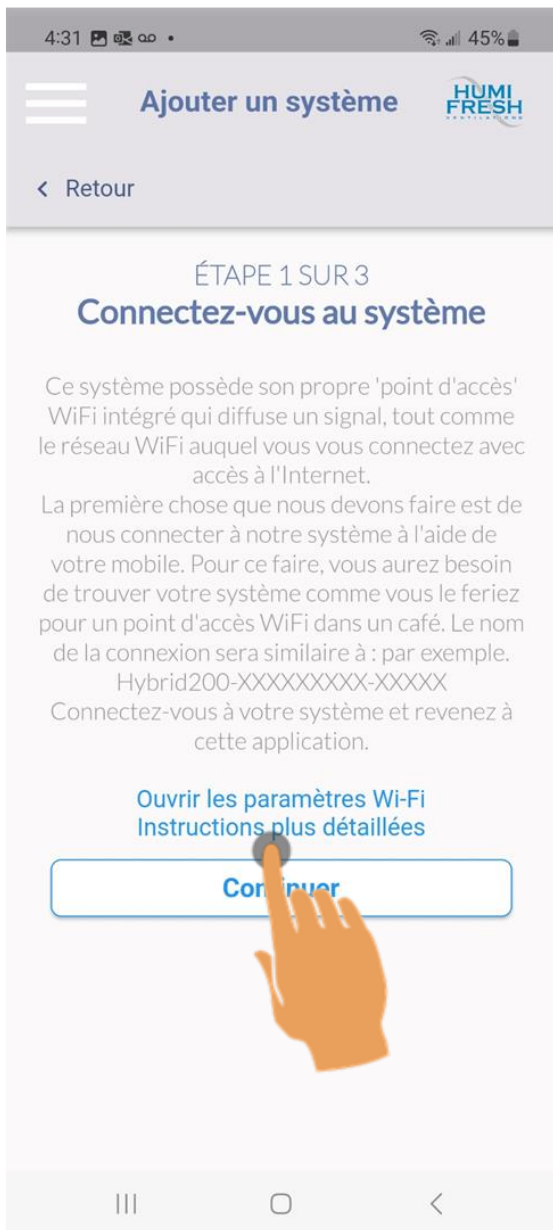 4:31
45%
Ajouter un système
HUMI
FRESH
Retour
ÉTAPE 1 SUR 3
Connectez-vous au système
Ce système possède son propre 'point d'accès'
WiFi intégré qui diffuse un signal, tout comme
le réseau WiFi auquel vous vous connectez avec
accès à l'Internet.
La première chose que nous devons faire est de
nous connecter à notre système à l'aide de
votre mobile. Pour ce faire, vous aurez besoin
de trouver votre système comme vous le feriez
pour un point d'accès WiFi dans un café. Le nom
de la connexion sera similaire à : par exemple.
Hybrid200-XXXXXXXXX-XXXXX
Connectez-vous à votre système et revenez à
cette application.
Ouvrir les paramètres Wi-Fi
Instructions plus détaillées
Continuer